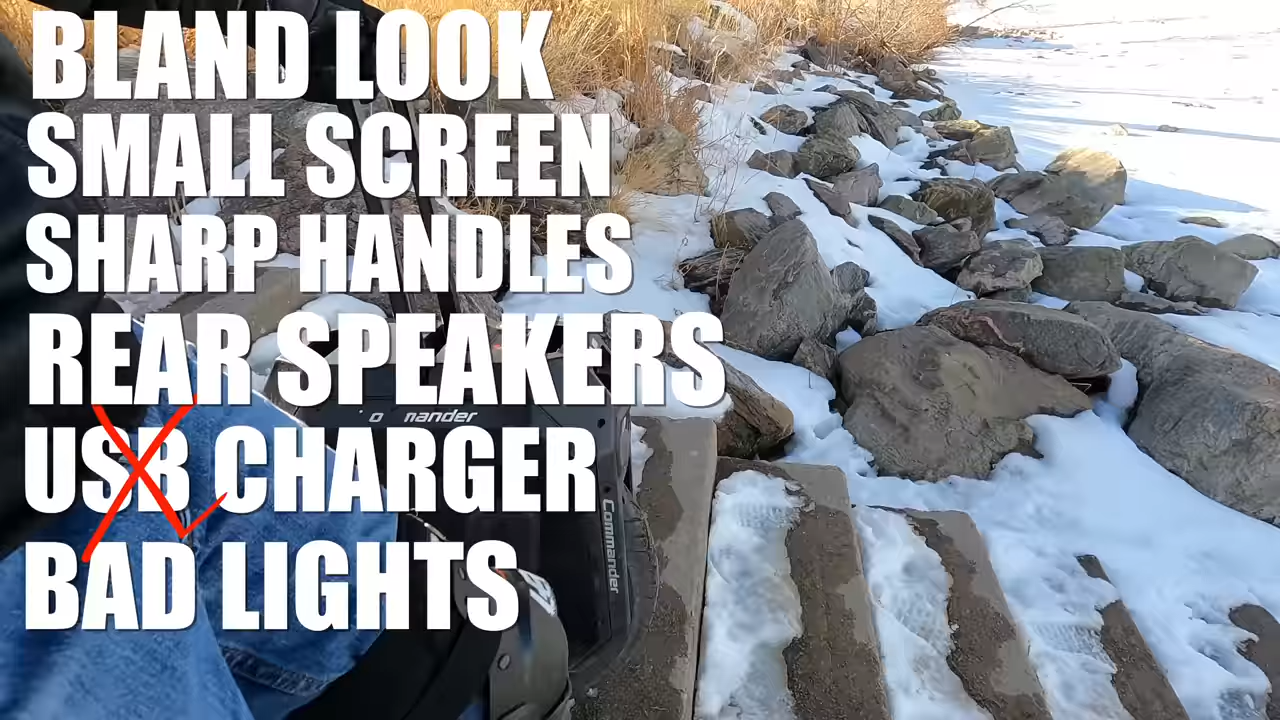 BLAND LOOK
SMALL SCREEN
SHARP HANDLES
REAR SPEAKERS
USB CHARGER
BAD LIGHTS
Commander